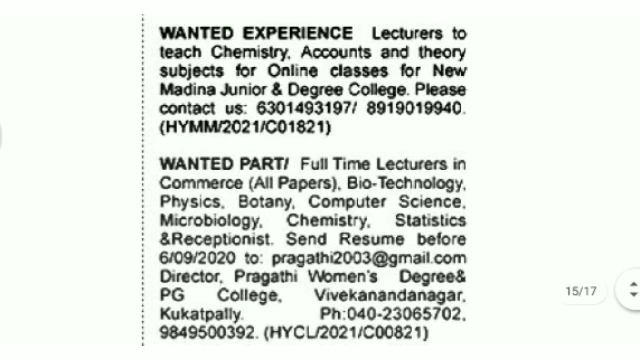 WANTED EXPERIENCE Lecturers to
teach Chemistry, Accounts and theory
subjects for Online classes for New
Madina Junior & Degree College. Please
contact us: 6301493197/ 8919019940.
(HYMM/2021/C01821)
WANTED PART/ Full Time Lecturers in
Commerce (All Papers), Bio-Technology,
Physics, Botany, Computer Science,
Microbiology, Chemistry, Statistics
&Receptionist. Send Resume before
6/09/2020 to: pragathi2003@gmail.com
Director, Pragathi Women's Degree&
PG College, Vivekanandanagar,
Kukatpally. Ph:040-23065702,
9849500392. (HYCL/2021/C00821)
15/17